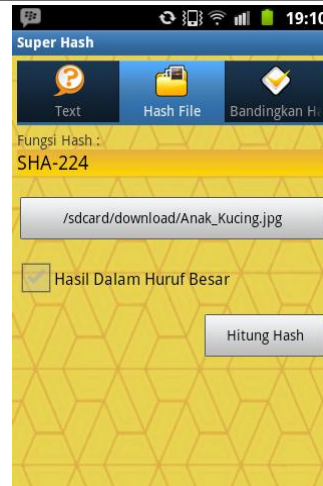 19:10
Super Hash
Text
Hash File
Bandingkan
Fungsi Hash :
SHA-224
/sdcard/download/Anak_Kucing.jpg
Hasil Dalam Huruf Besar
Hitung Hash